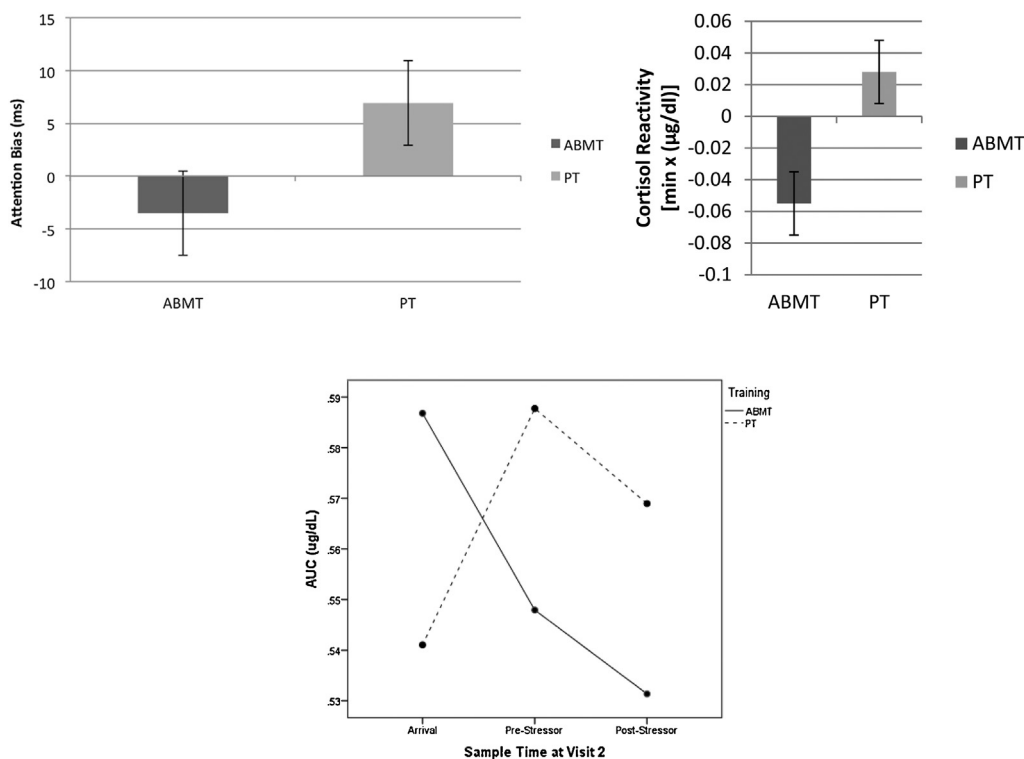 15
10
5
0
-5
-10
Attention Bias (ms)
ABMT
PT
ABMT
PT
0.06
0.04
0.02
0
-0.02
-0.04
-0.06
-0.08
-0.1
Cortisol Reactivity
[min x (µg/dl)]
ABMT
PT
ABMT
PT
.59
.58
.57
.56
.55
.54
.53
AUC (ug/dL)
Arrival
Pre-Stressor
Post-Stressor
Sample Time at Visit 2
Training
ABMT
PT